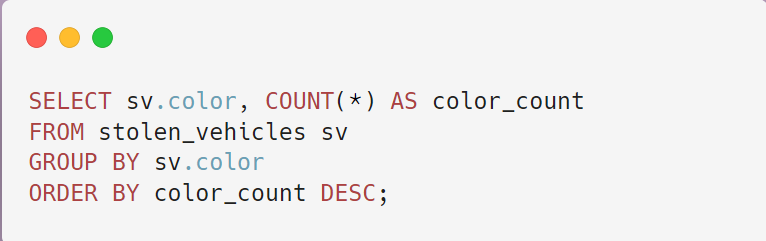 SELECT sv.color, COUNT(*) AS color_count
FROM stolen_vehicles sv
GROUP BY sv.color
ORDER BY color_count DESC;